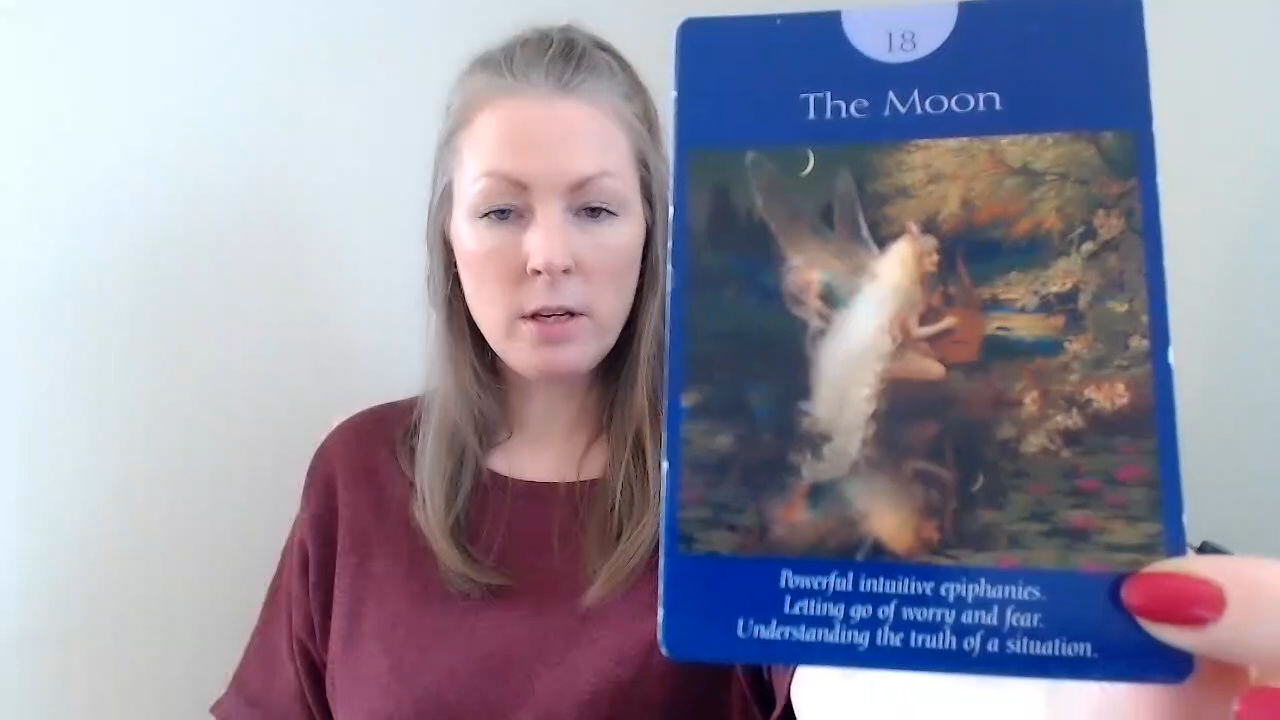 18
The Moon
Powerful intuitive epiphanies.
Letting go of worry and fear.
Understanding the truth of a situation.